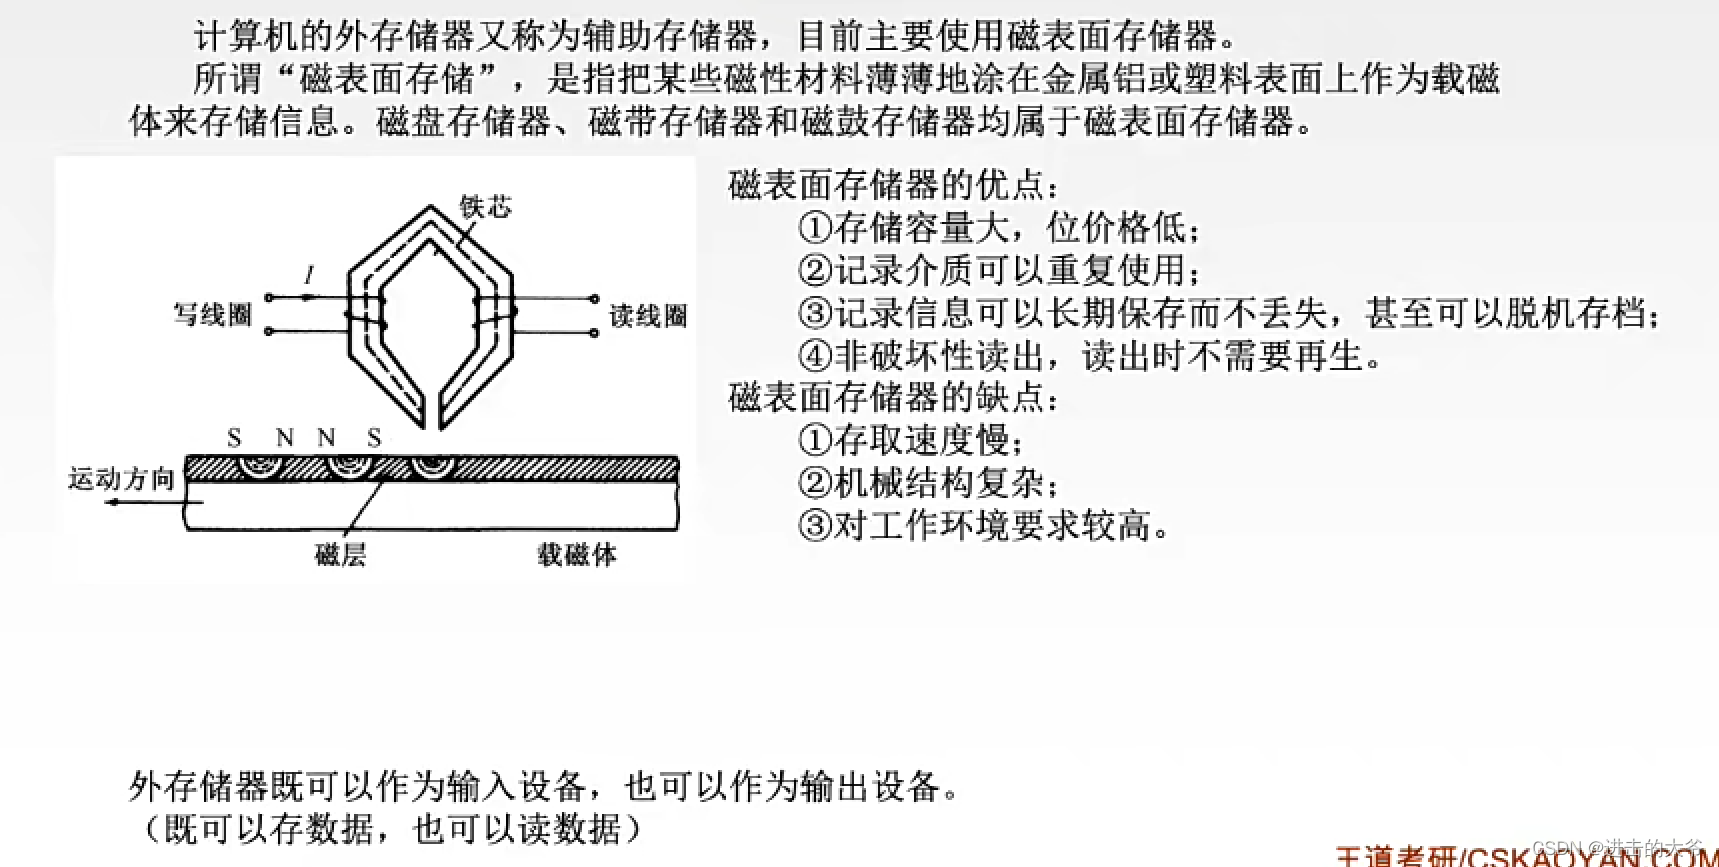 计算机的外存储器又称为辅助存储器，目前主要使用磁表面存储器。
所谓“磁表面存储”，是指把某些磁性材料薄薄地涂在金属铝或塑料表面上作为载磁
体来存储信息。磁盘存储器、磁带存储器和磁鼓存储器均属于磁表面存储器。
铁芯
I
写线圈
读线圈
S N N S
运动方向
磁层
载磁体
磁表面存储器的优点：
①存储容量大，位价格低；
②记录介质可以重复使用；
③记录信息可以长期保存而不丢失，甚至可以脱机存档；
④非破坏性读出，读出时不需要再生。
磁表面存储器的缺点：
①存取速度慢；
②机械结构复杂；
③对工作环境要求较高。
外存储器既可以作为输入设备，也可以作为输出设备。
（既可以存数据，也可以读数据）
王道考研/CSKAOYAN.COM
CSDN @进击的大爷